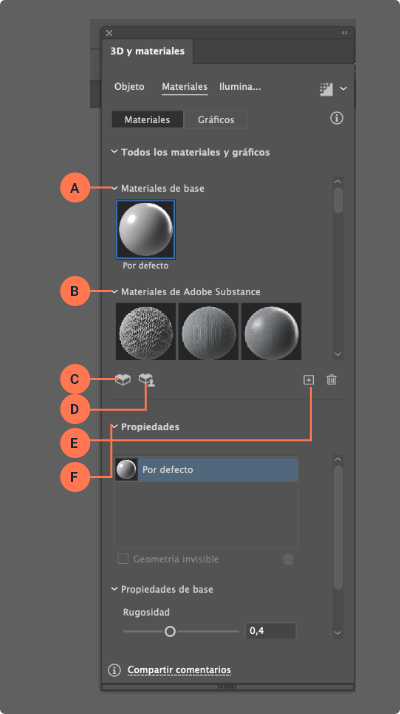 3D y materiales
Objeto Materiales Ilumina...
Materiales Gráficos
Todos los materiales y gráficos
A Materiales de base
Por defecto
B Materiales de Adobe Substance
C
D
E
F Propiedades
Por defecto
Geometría invisible
Propiedades de base
Rugosidad
0,4
Compartir comentarios